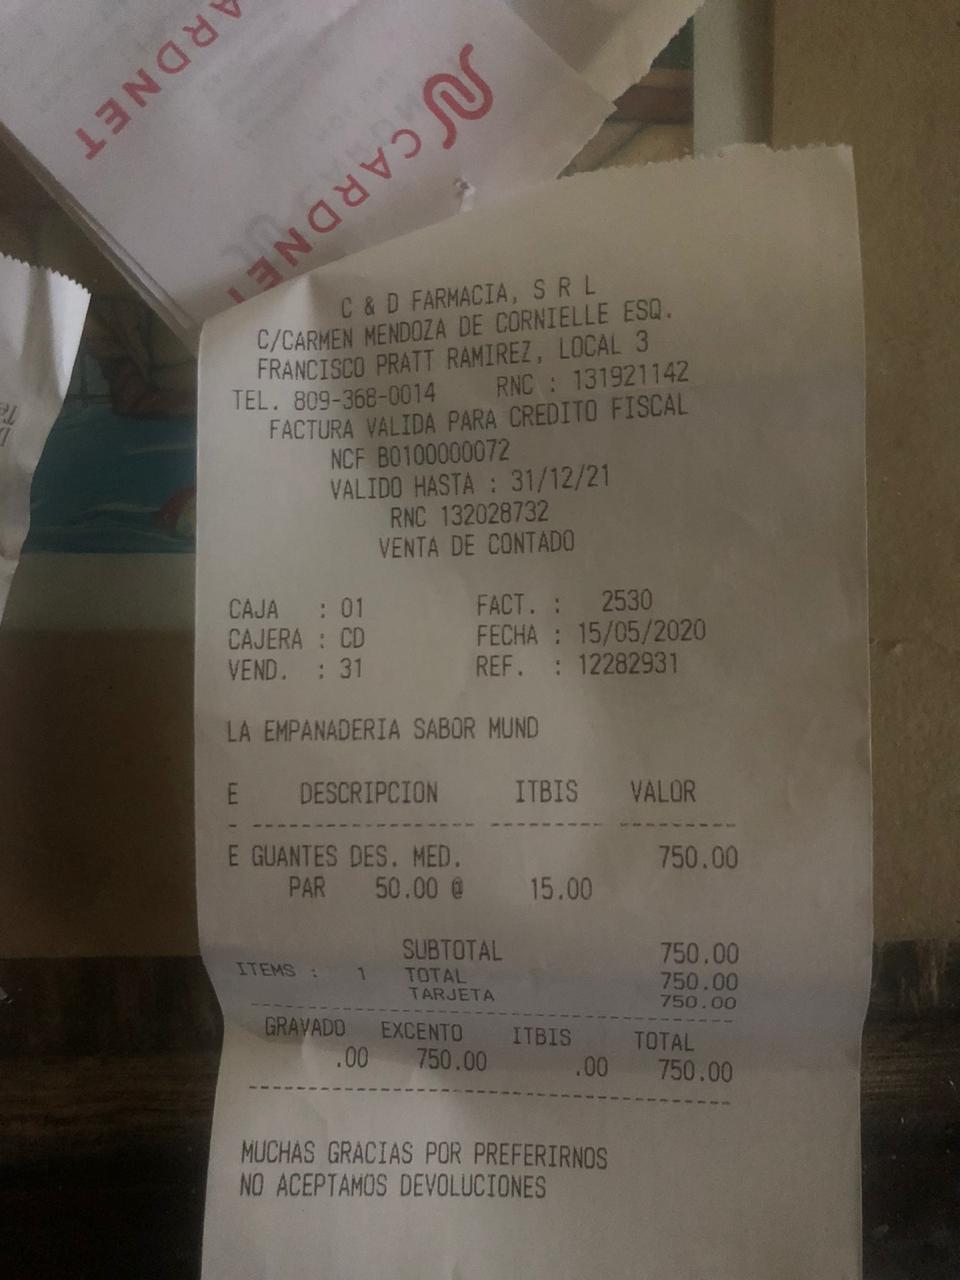 CARDNET
CARDNET
C & D FARMACIA, S R L
C/CARMEN MENDOZA DE CORNIELLE ESQ.
FRANCISCO PRATT RAMIREZ, LOCAL 3
TEL. 809-368-0014 RNC : 131921142
FACTURA VALIDA PARA CREDITO FISCAL
NCF B0100000072
VALIDO HASTA : 31/12/21
RNC 132028732
VENTA DE CONTADO
CAJA : 01 FACT. : 2530
CAJERA : CD FECHA : 15/05/2020
VEND. : 31 REF. : 12282931
LA EMPANADERIA SABOR MUND
E DESCRIPCION ITBIS VALOR
E GUANTES DES. MED. 750.00
PAR 50.00 @ 15.00
SUBTOTAL 750.00
ITEMS : 1 TOTAL 750.00
TARJETA 750.00
GRAVADO EXCENTO ITBIS TOTAL
.00 750.00 .00 750.00
MUCHAS GRACIAS POR PREFERIRNOS
NO ACEPTAMOS DEVOLUCIONES